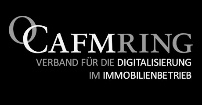 CAFMRING
VERBAND FÜR DIE DIGITALISIERUNG
IM IMMOBILIENBETRIEB